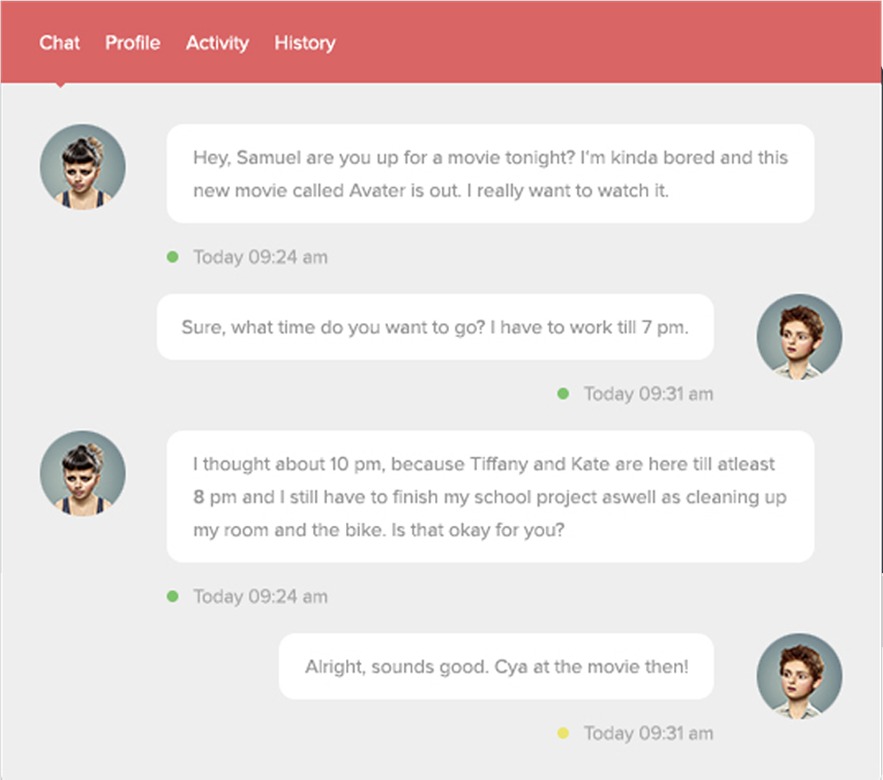 Chat Profile Activity History
Hey, Samuel are you up for a movie tonight? I'm kinda bored and this
new movie called Avater is out. I really want to watch it.
Today 09:24 am
Sure, what time do you want to go? I have to work till 7 pm.
Today 09:31 am
I thought about 10 pm, because Tiffany and Kate are here till atleast
8 pm and I still have to finish my school project aswell as cleaning up
my room and the bike. Is that okay for you?
Today 09:24 am
Alright, sounds good. Cya at the movie then!
Today 09:31 am